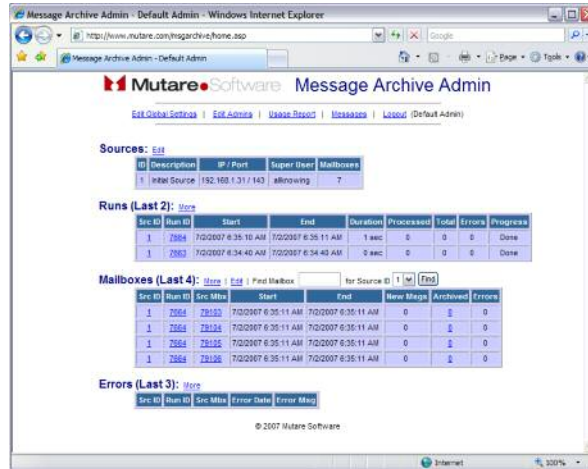 Message Archive Admin - Default Admin - Windows Internet Explorer
http://www.mutare.com/msgarchive/home.asp
Google
Message Archive Admin - Default Admin
Page
Tools
Mutare Software Message Archive Admin
Edit Global Settings | Edit Admins | Usage Report | Messages | Logout (Default Admin)
Sources: Edit
ID Description IP / Port Super User Mailboxes
1 Initial Source 192.168.1.31 / 143 allknowing 7
Runs (Last 2): More
Src ID Run ID Start End Duration Processed Total Errors Progress
1 7664 7/2/2007 6:35:10 AM 7/2/2007 6:35:11 AM 1 sec 0 0 0 Done
1 7663 7/2/2007 6:34:40 AM 7/2/2007 6:34:40 AM 0 sec 0 0 0 Done
Mailboxes (Last 4): More | Edit | Find Mailbox for Source ID 1 Find
Src ID Run ID Src Mbx Start End New Msgs Archived Errors
1 7664 79103 7/2/2007 6:35:11 AM 7/2/2007 6:35:11 AM 0 0 0
1 7664 79104 7/2/2007 6:35:11 AM 7/2/2007 6:35:11 AM 0 0 0
1 7664 79105 7/2/2007 6:35:11 AM 7/2/2007 6:35:11 AM 0 0 0
1 7664 79106 7/2/2007 6:35:11 AM 7/2/2007 6:35:11 AM 0 0 0
Errors (Last 3): More
Src ID Run ID Src Mbx Error Date Error Msg
© 2007 Mutare Software
Internet
100%